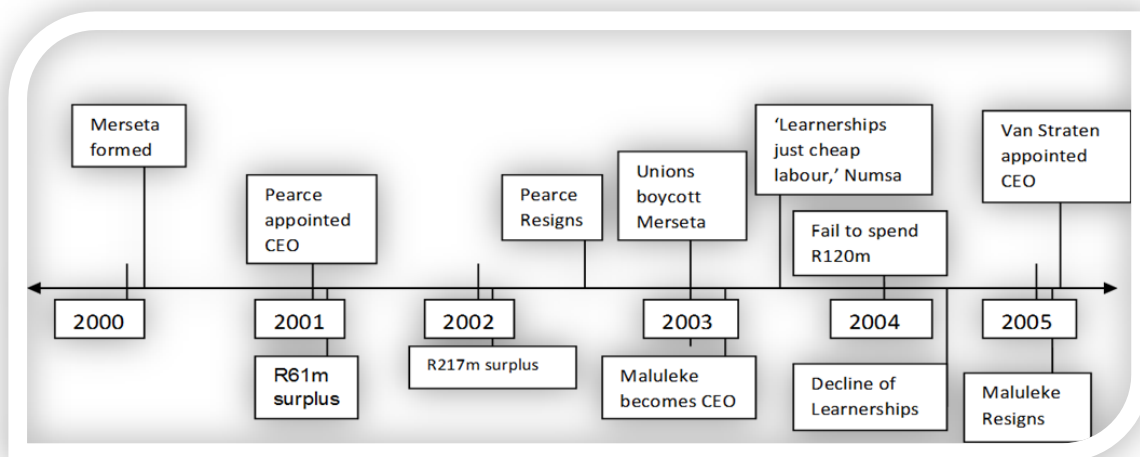 Merseta
formed
Pearce
appointed
CEO
Pearce
Resigns
Unions
boycott
Merseta
‘Learnerships
just cheap
labour,’ Numsa
Fail to spend
R120m
Van Straten
appointed
CEO
2000
2001
2002
2003
2004
2005
R61m
surplus
R217m surplus
Maluleke
becomes CEO
Decline of
Learnerships
Maluleke
Resigns